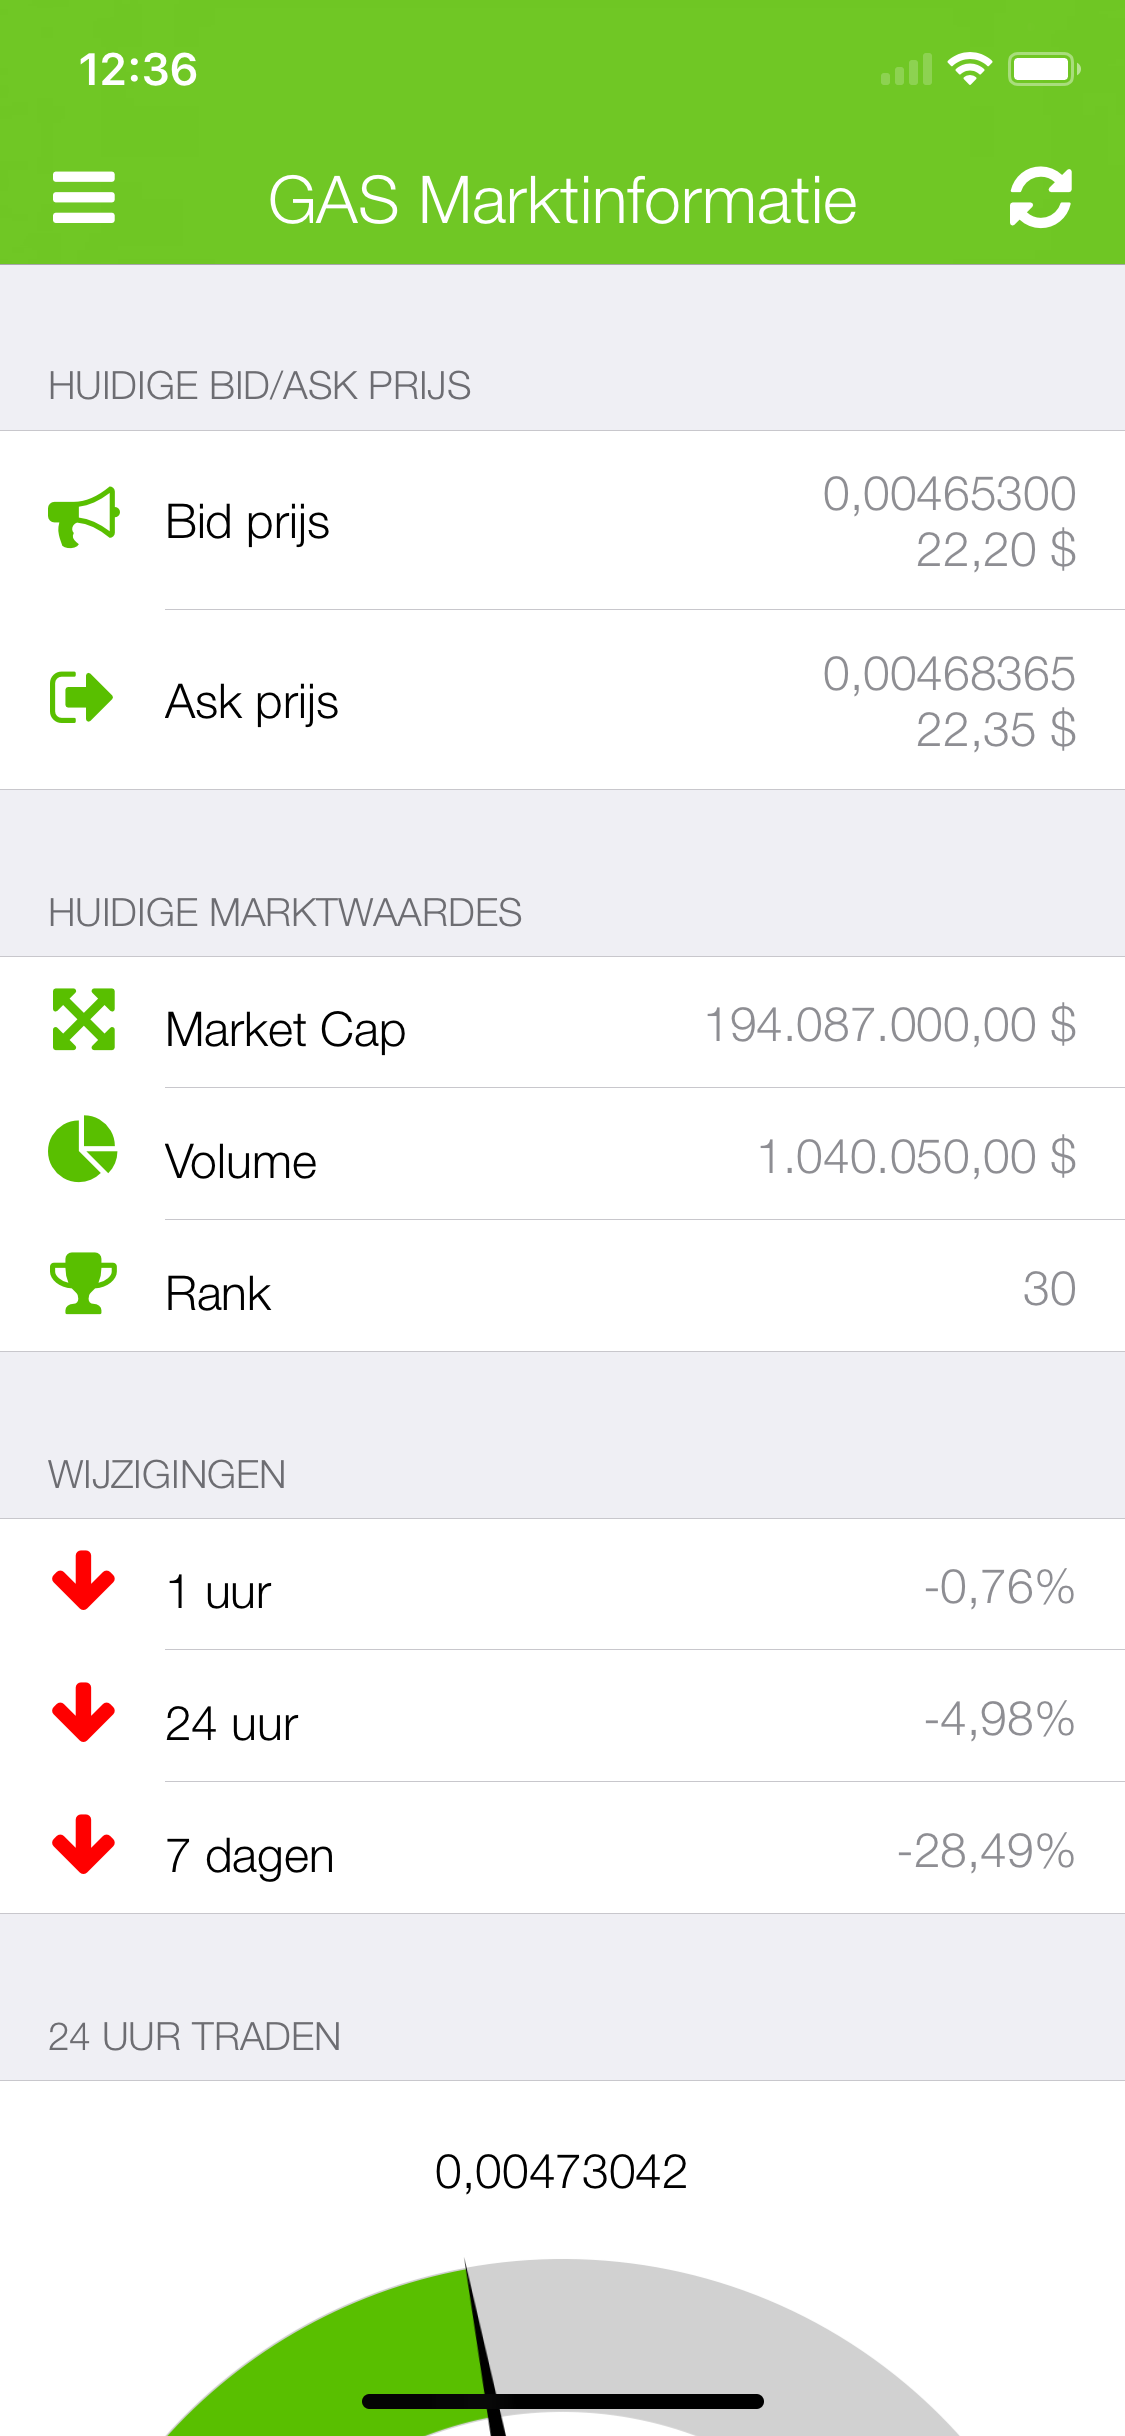 12:36
GAS Marktinformatie
HUIDIGE BID/ASK PRIJS
Bid prijs
0,00465300
22,20 $
Ask prijs
0,00468365
22,35 $
HUIDIGE MARKTWAARDES
Market Cap 194.087.000,00 $
Volume 1.040.050,00 $
Rank 30
WIJZIGINGEN
1 uur -0,76%
24 uur -4,98%
7 dagen -28,49%
24 UUR TRADEN
0,00473042